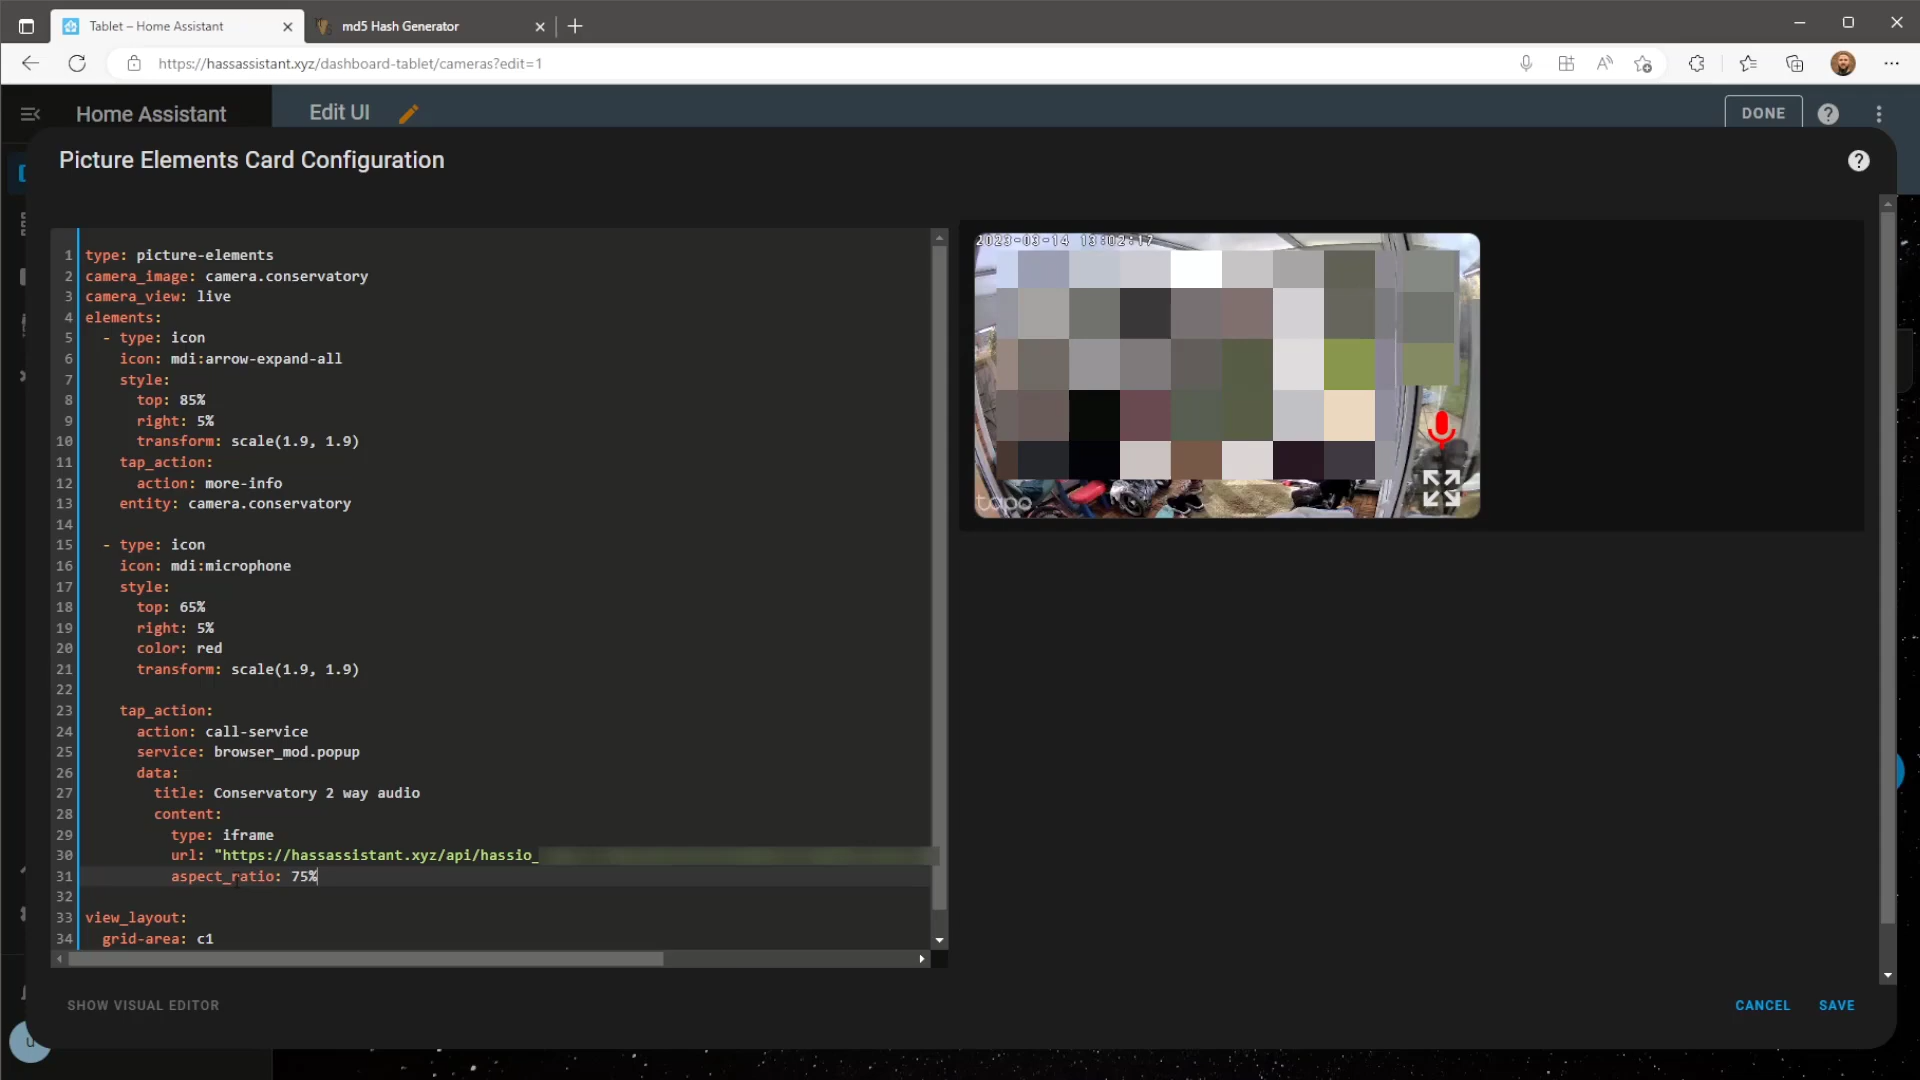 Tablet – Home Assistant
md5 Hash Generator
https://hassassistant.xyz/dashboard-tablet/cameras?edit=1
Home Assistant
Edit UI
DONE
Picture Elements Card Configuration
1 type: picture-elements
2 camera_image: camera.conservatory
3 camera_view: live
4 elements:
5 - type: icon
6 icon: mdi:arrow-expand-all
7 style:
8 top: 85%
9 right: 5%
10 transform: scale(1.9, 1.9)
11 tap_action:
12 action: more-info
13 entity: camera.conservatory
14
15 - type: icon
16 icon: mdi:microphone
17 style:
18 top: 65%
19 right: 5%
20 color: red
21 transform: scale(1.9, 1.9)
22
23 tap_action:
24 action: call-service
25 service: browser_mod.popup
26 data:
27 title: Conservatory 2 way audio
28 content:
29 type: iframe
30 url: "https://hassassistant.xyz/api/hassio_
31 aspect_ratio: 75%
32
33 view_layout:
34 grid-area: c1
2023-03-14 13:02:17
tapo
SHOW VISUAL EDITOR
CANCEL
SAVE
u